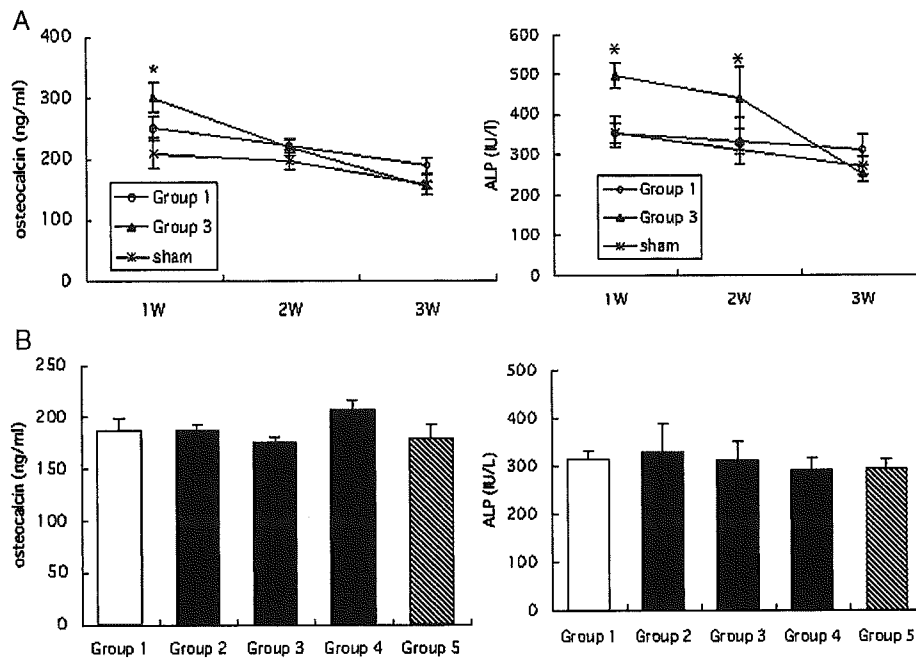 A
osteocalcin (ng/ml)
400
300
200
100
0
*
Group 1
Group 3
sham
1W
2W
3W
ALP (IU/l)
600
500
400
300
200
100
0
*
*
Group 1
Group 3
sham
1W
2W
3W
B
osteocalcin (ng/ml)
250
200
150
100
50
0
Group 1
Group 2
Group 3
Group 4
Group 5
ALP (IU/L)
500
400
300
200
100
0
Group 1
Group 2
Group 3
Group 4
Group 5